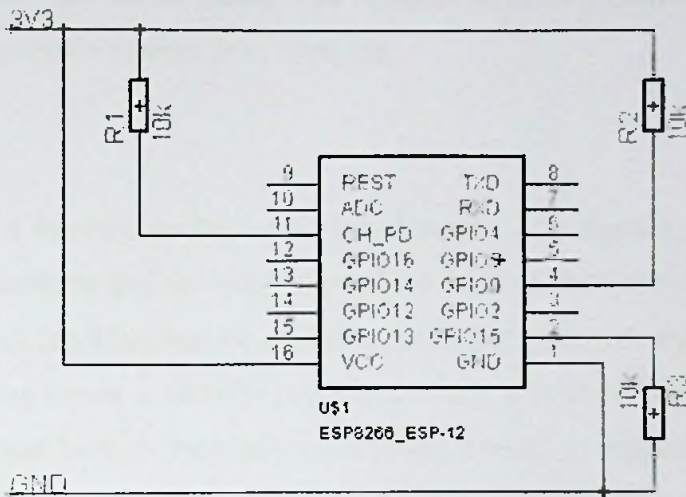 3V3
R1
10k
R2
10k
9 REST TXD 8
10 ADC RXD 7
11 CH_PD GPIO4 6
12 GPIO16 5
13 GPIO14 GPIO0 4
14 GPIO12 GPIO2 3
15 GPIO13 GPIO15 2
16 VCC GND 1
U$1
ESP8266_ESP-12
10k
R3
GND